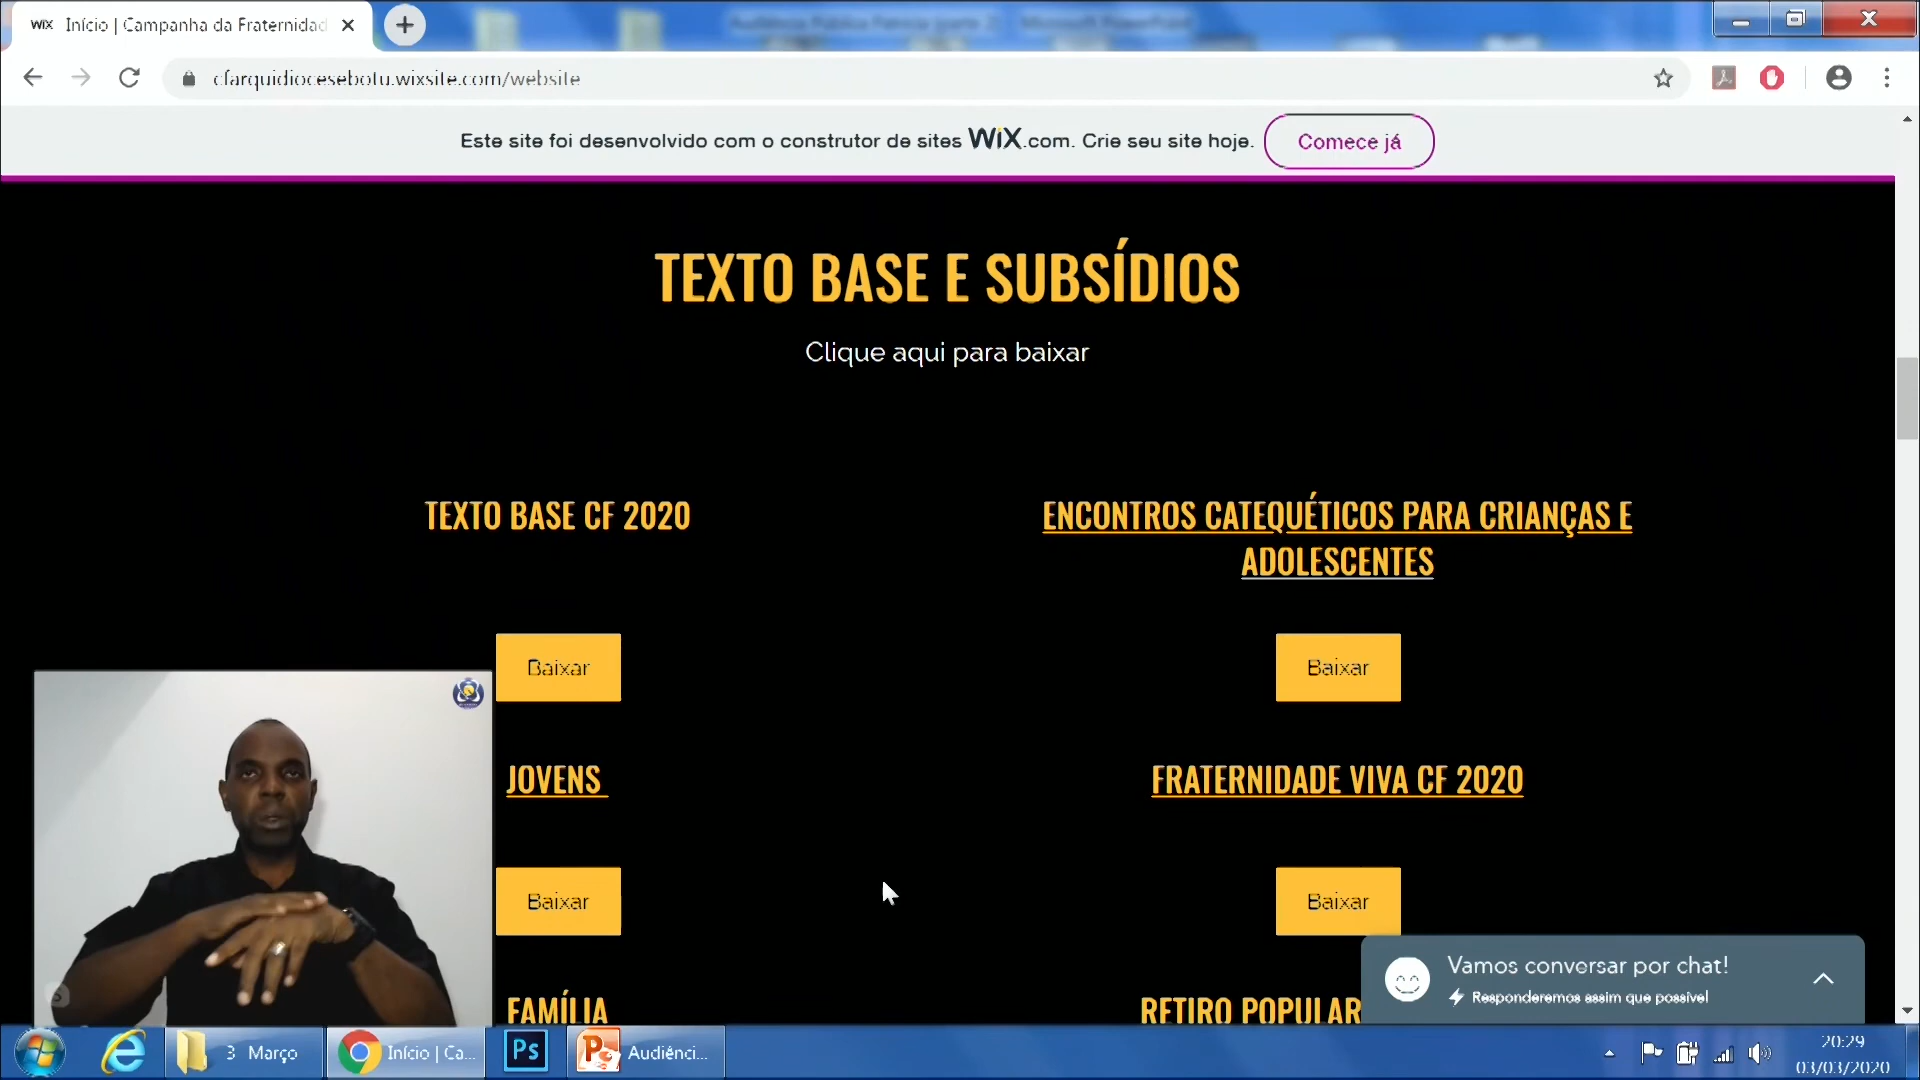 WiX Início | Campanha da Fraternidad
cfarquidiocesebotu.wixsite.com/website
Este site foi desenvolvido com o construtor de sites WiX.com. Crie seu site hoje. Comece já
TEXTO BASE E SUBSÍDIOS
Clique aqui para baixar
TEXTO BASE CF 2020
ENCONTROS CATEQUÉTICOS PARA CRIANÇAS E
ADOLESCENTES
Baixar
Baixar
JOVENS
FRATERNIDADE VIVA CF 2020
Baixar
Baixar
FAMÍLIA
RETIRO POPULAR
Vamos conversar por chat!
Responderemos assim que possível
3 Março
Início | Ca...
Ps
Audiênci...
20:29
03/03/2020